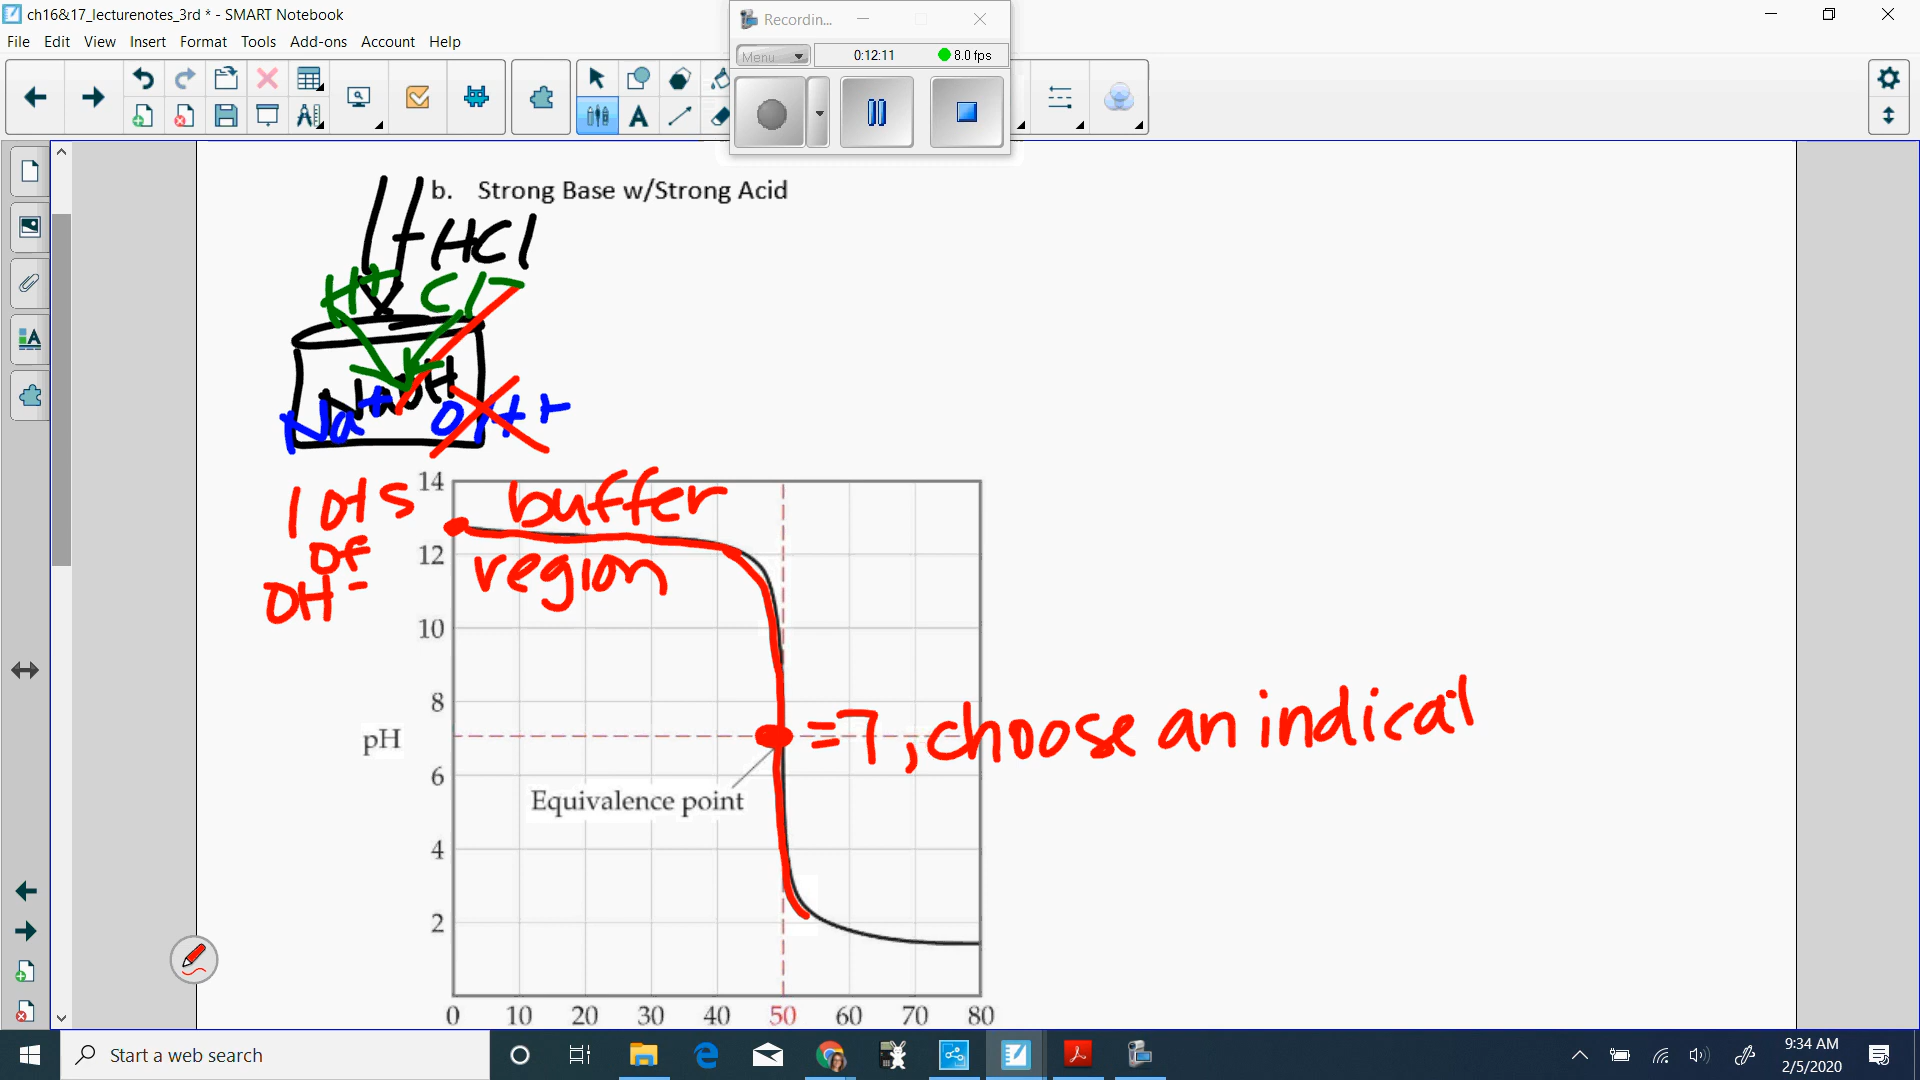 ch16&17_lecturenotes_3rd * - SMART Notebook
File Edit View Insert Format Tools Add-ons Account Help
Recordin...
Menu
0:12:11
8.0 fps
b. Strong Base w/Strong Acid
HCl
H+ Cl-
NaOH
Na+
lots
of
OH-
buffer
region
14
12
10
8
6
4
2
pH
=7, choose an indicat
Equivalence point
0 10 20 30 40 50 60 70 80
Start a web search
9:34 AM
2/5/2020